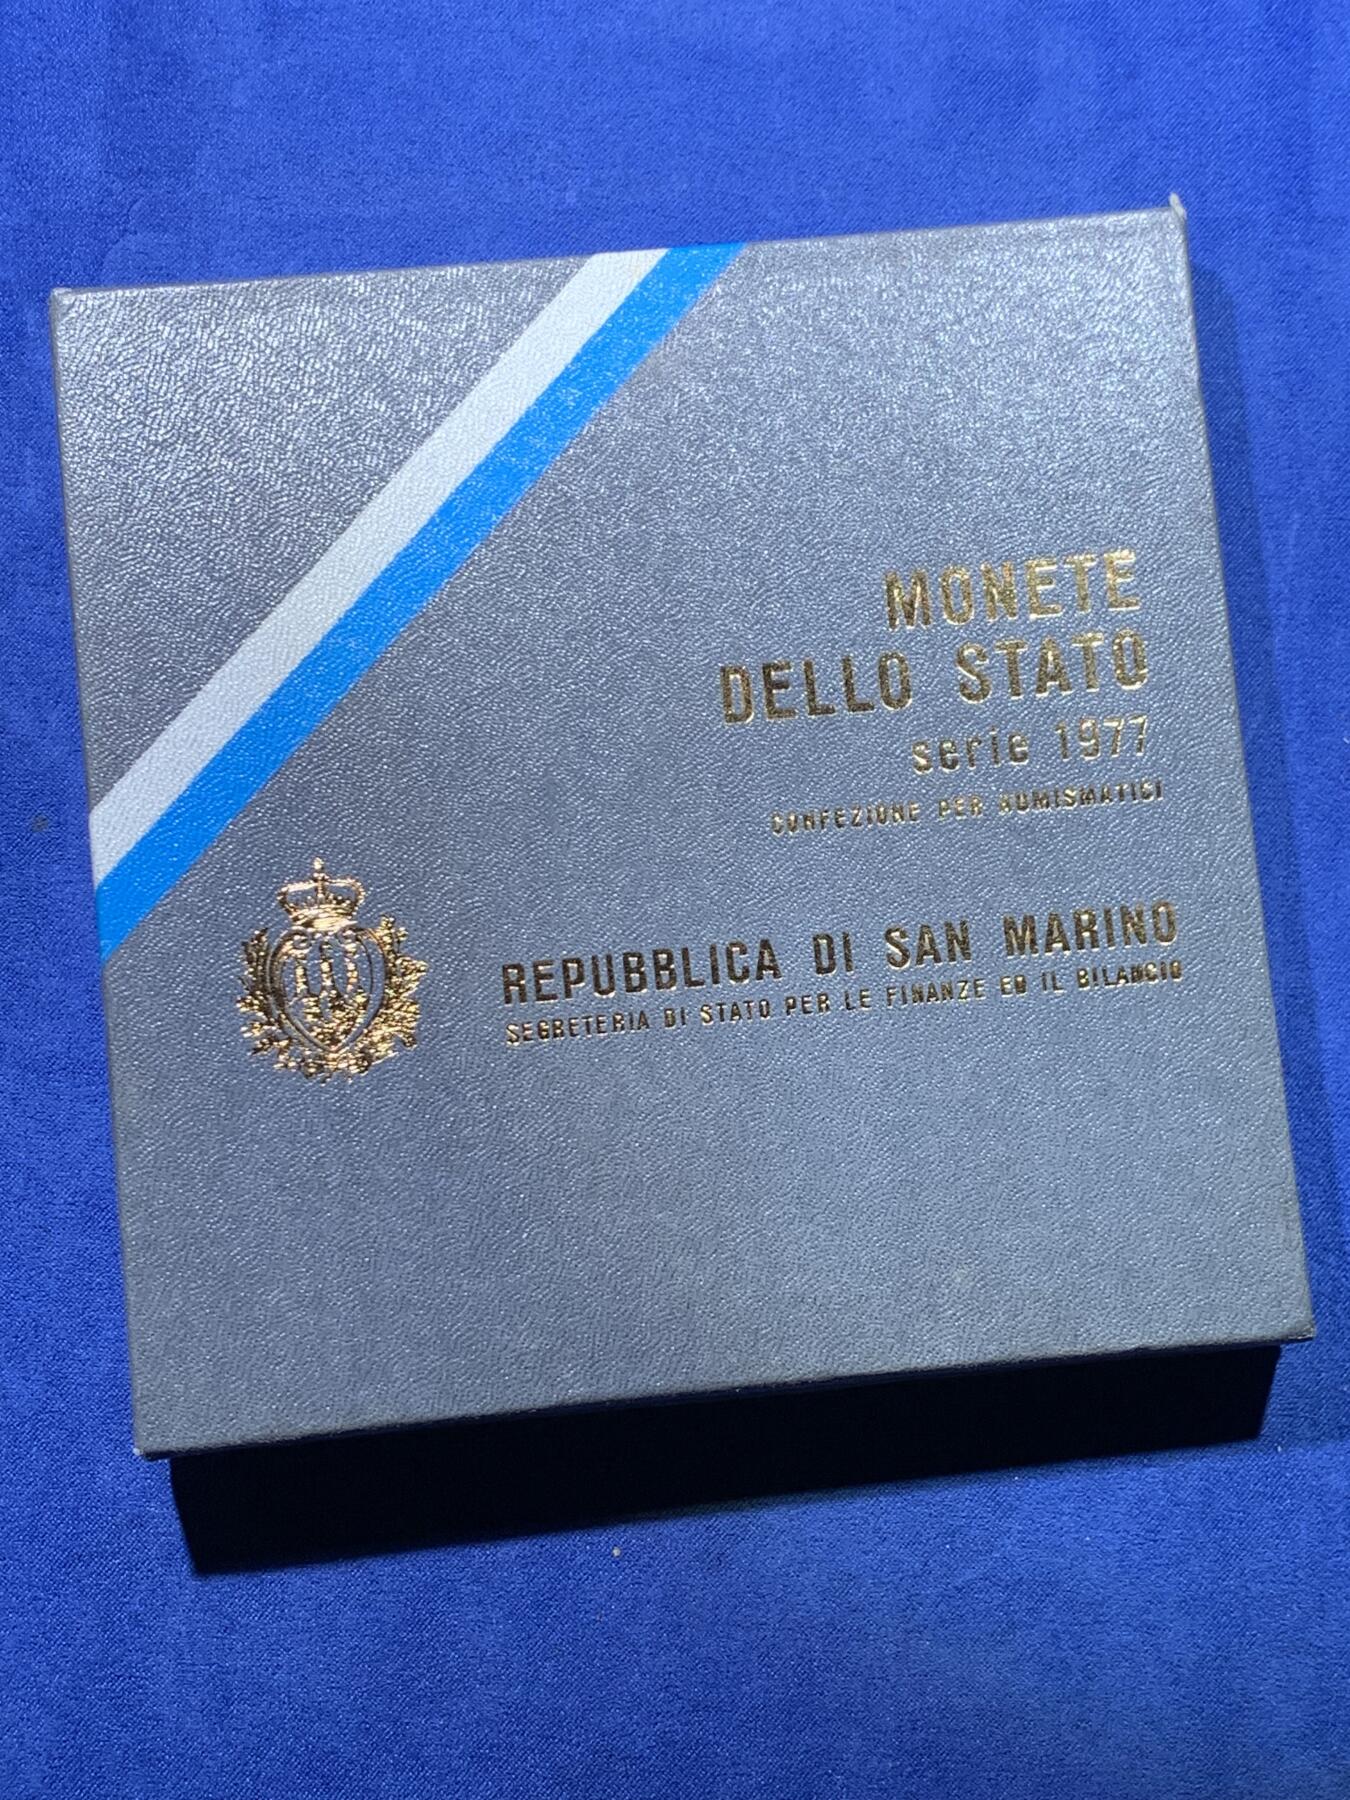 MONETE
DELLO STATO
serie 1977
CONFEZIONE PER NUMISMATICI
REPUBBLICA DI SAN MARINO
SEGRETERIA DI STATO PER LE FINANZE ED IL BILANCIO